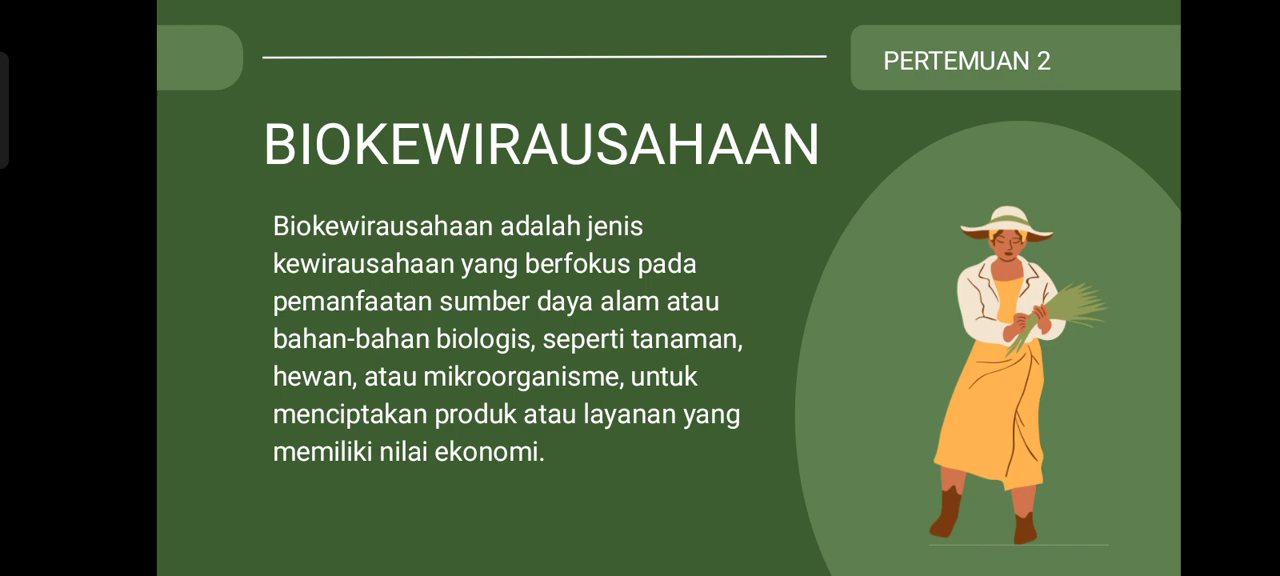 PERTEMUAN 2
BIOKEWIRAUSAHAAN
Biokewirausahaan adalah jenis
kewirausahaan yang berfokus pada
pemanfaatan sumber daya alam atau
bahan-bahan biologis, seperti tanaman,
hewan, atau mikroorganisme, untuk
menciptakan produk atau layanan yang
memiliki nilai ekonomi.